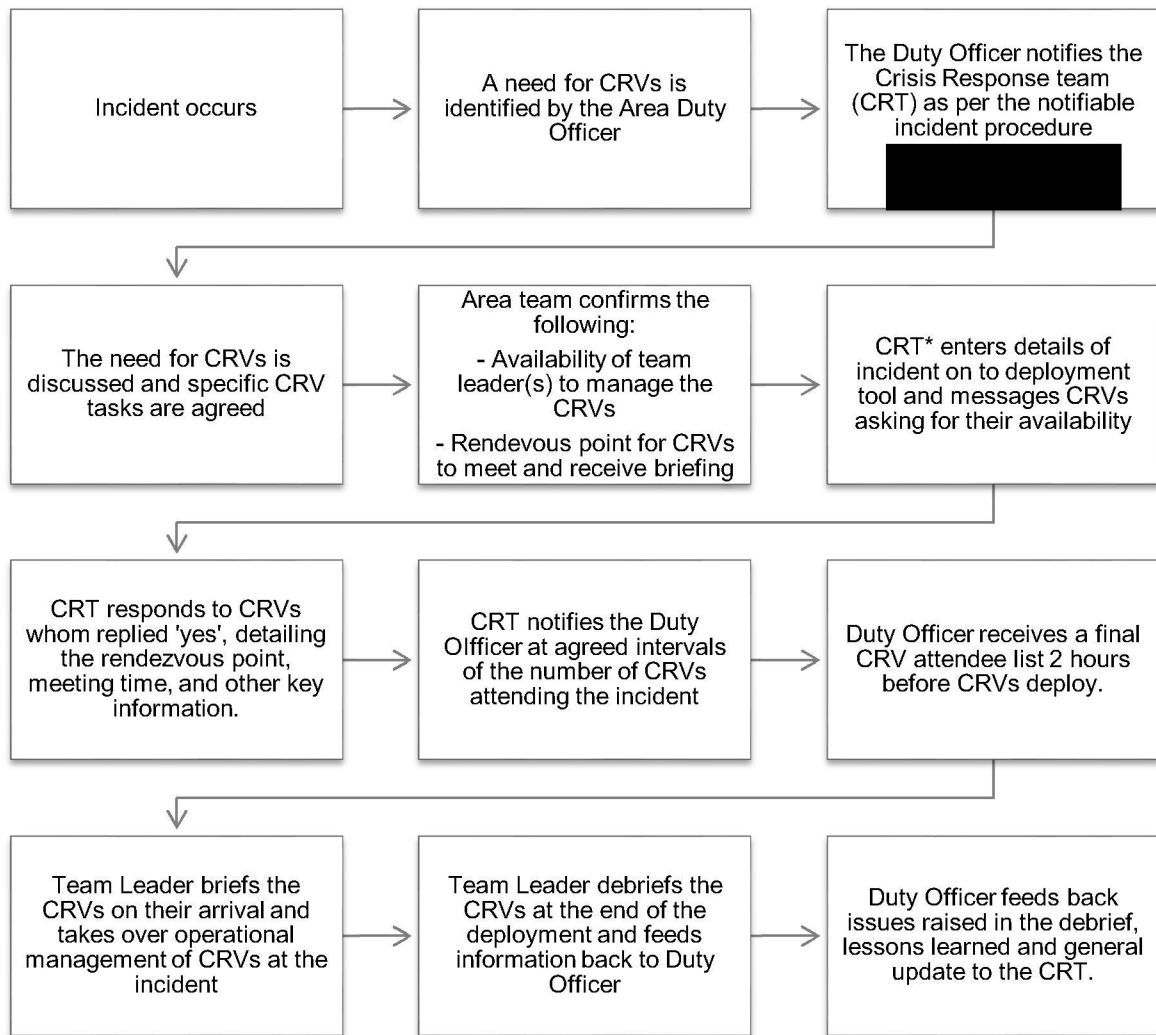 Incident occurs
A need for CRVs is
identified by the Area Duty
Officer
The Duty Officer notifies the
Crisis Response team
(CRT) as per the notifiable
incident procedure
The need for CRVs is
discussed and specific CRV
tasks are agreed
Area team confirms the
following:
- Availability of team
leader(s) to manage the
CRVs
- Rendevous point for CRVs
to meet and receive briefing
CRT* enters details of
incident on to deployment
tool and messages CRVs
asking for their availability
CRT responds to CRVs
whom replied 'yes', detailing
the rendezvous point,
meeting time, and other key
information.
CRT notifies the Duty
OIfficer at agreed intervals
of the number of CRVs
attending the incident
Duty Officer receives a final
CRV attendee list 2 hours
before CRVs deploy.
Team Leader briefs the
CRVs on their arrival and
takes over operational
management of CRVs at the
incident
Team Leader debriefs the
CRVs at the end of the
deployment and feeds
information back to Duty
Officer
Duty Officer feeds back
issues raised in the debrief,
lessons learned and general
update to the CRT.